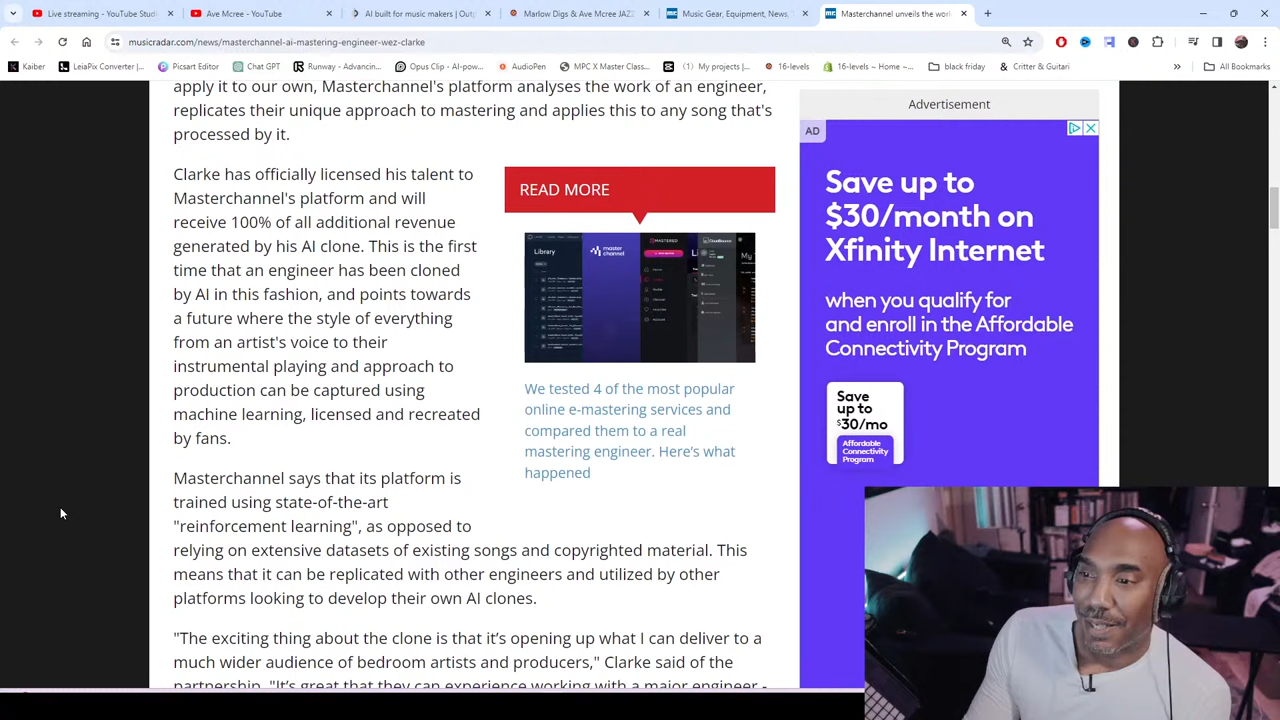 Live streaming - YouTube Studi
Ave Mcree - YouTube
AI built for music makers | Outp
Marlow Digs & Ave Mcree JAZZ
Music Gear, Equipment, News,
Masterchannel unveils the wor
musicradar.com/news/masterchannel-ai-mastering-engineer-wez-clarke
Kaiber
LeiaPix Converter |...
Picsart Editor
Chat GPT
Runway - Advancin...
Opus Clip - AI-pow...
AudioPen
MPC X Master Class...
(1) My projects |...
16-levels
16-levels ~ Home ~...
black friday
Critter & Guitari
All Bookmarks
apply it to our own, Masterchannel's platform analyses the work of an engineer,
replicates their unique approach to mastering and applies this to any song that's
processed by it.
Clarke has officially licensed his talent to
Masterchannel's platform and will
receive 100% of all additional revenue
generated by his AI clone. This is the first
time that an engineer has been cloned
by AI in this fashion, and points towards
a future where the style of everything
from an artist's voice to their
instrumental playing and approach to
production can be captured using
machine learning, licensed and recreated
by fans.
READ MORE
Library
master
channel
We tested 4 of the most popular
online e-mastering services and
compared them to a real
mastering engineer. Here's what
happened
Masterchannel says that its platform is
trained using state-of-the-art
"reinforcement learning", as opposed to
relying on extensive datasets of existing songs and copyrighted material. This
means that it can be replicated with other engineers and utilized by other
platforms looking to develop their own AI clones.
"The exciting thing about the clone is that it's opening up what I can deliver to a
much wider audience of bedroom artists and producers," Clarke said of the
partnership. "It's great that they can experience working with a major engineer -
Advertisement
AD
Save up to
$30/month on
Xfinity Internet
when you qualify for
and enroll in the Affordable
Connectivity Program
Save
up to
$30/mo
Affordable
Connectivity
Program